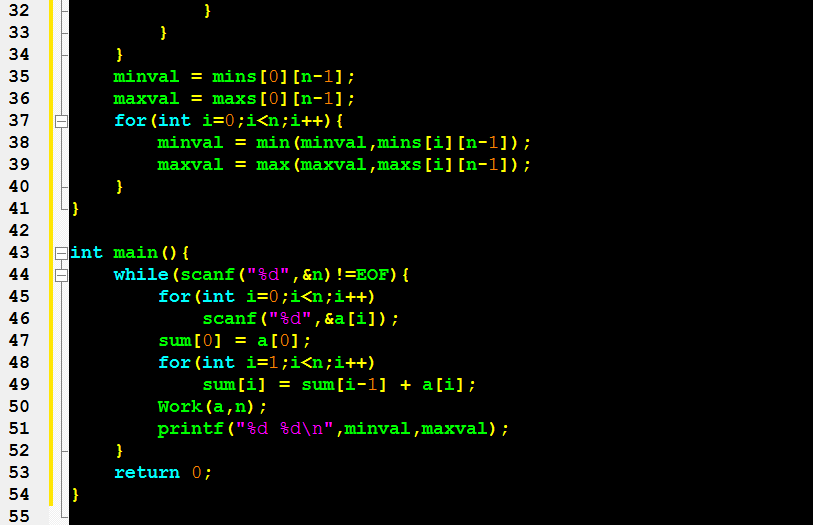 32             }
33         }
34     }
35     minval = mins[0][n-1];
36     maxval = maxs[0][n-1];
37     for(int i=0;i<n;i++){
38         minval = min(minval,mins[i][n-1]);
39         maxval = max(maxval,maxs[i][n-1]);
40     }
41 }
42
43 int main(){
44     while(scanf("%d",&n)!=EOF){
45         for(int i=0;i<n;i++)
46             scanf("%d",&a[i]);
47         sum[0] = a[0];
48         for(int i=1;i<n;i++)
49             sum[i] = sum[i-1] + a[i];
50         Work(a,n);
51         printf("%d %d\n",minval,maxval);
52     }
53     return 0;
54 }
55